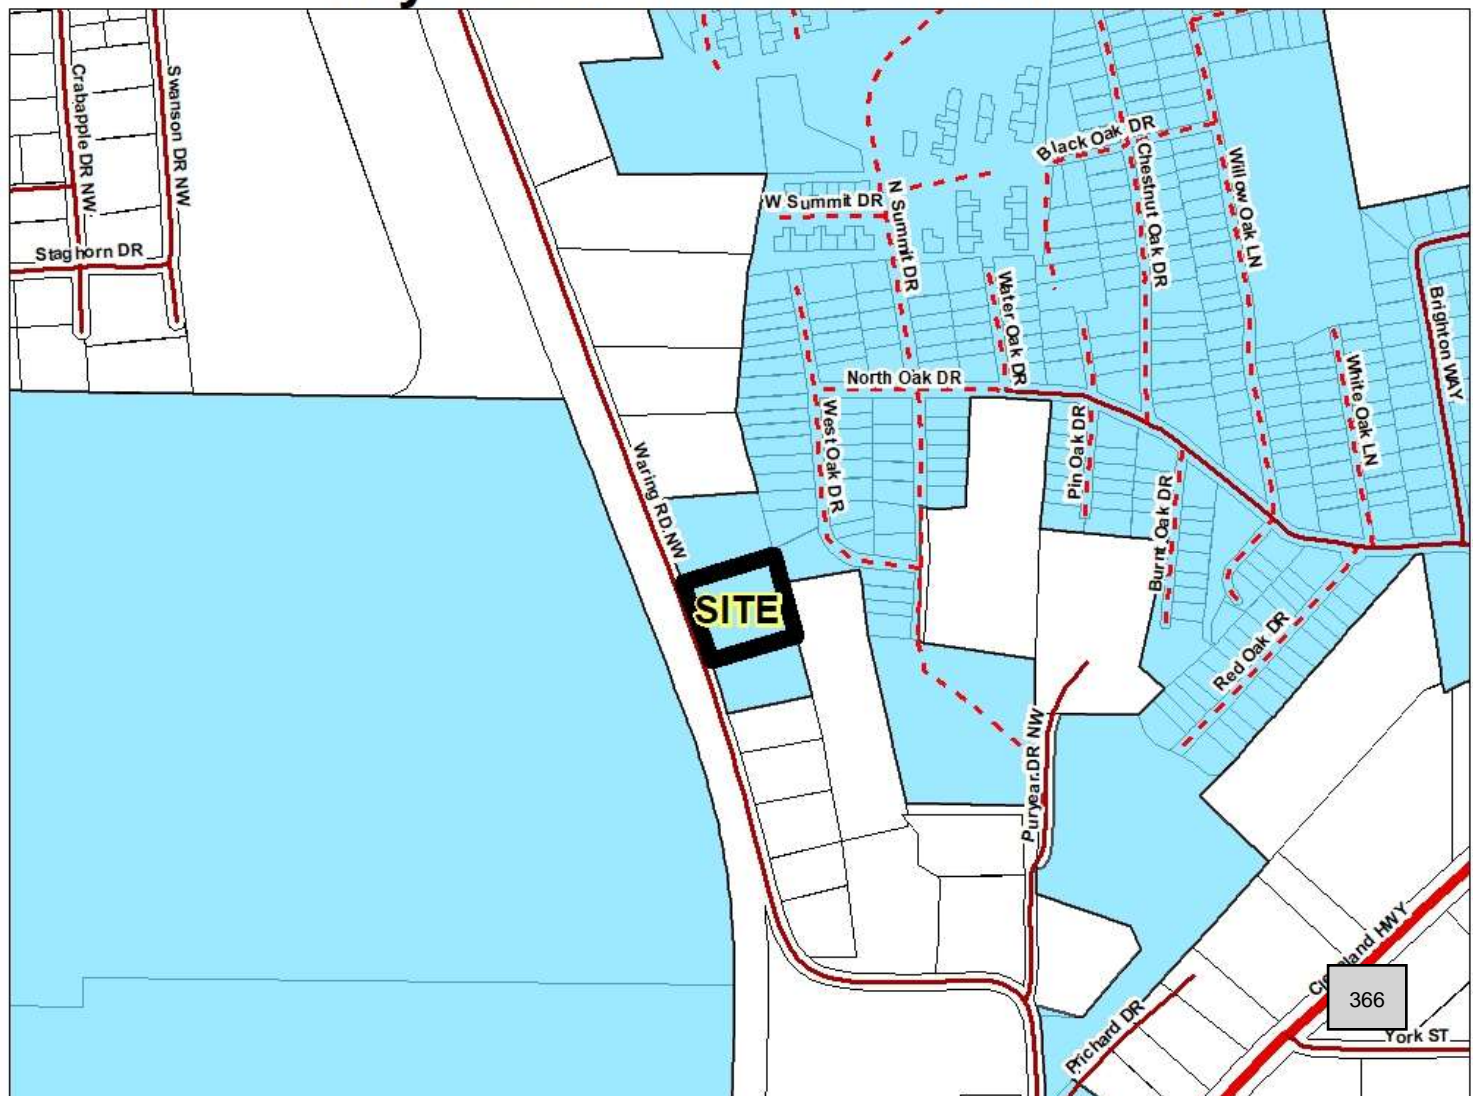 Crabapple DR NW
Swanson DR NW
Staghorn DR
Black Oak DR
Chestnut Oak DR
Willow Oak LN
W Summit DR
N Summit DR
Water Oak DR
Brighton WAY
North Oak DR
West Oak DR
Pin Oak DR
White Oak LN
Waring RD NW
Burnt Oak DR
SITE
Red Oak DR
Puryear DR NW
HWY
366
Prichard DR
York ST